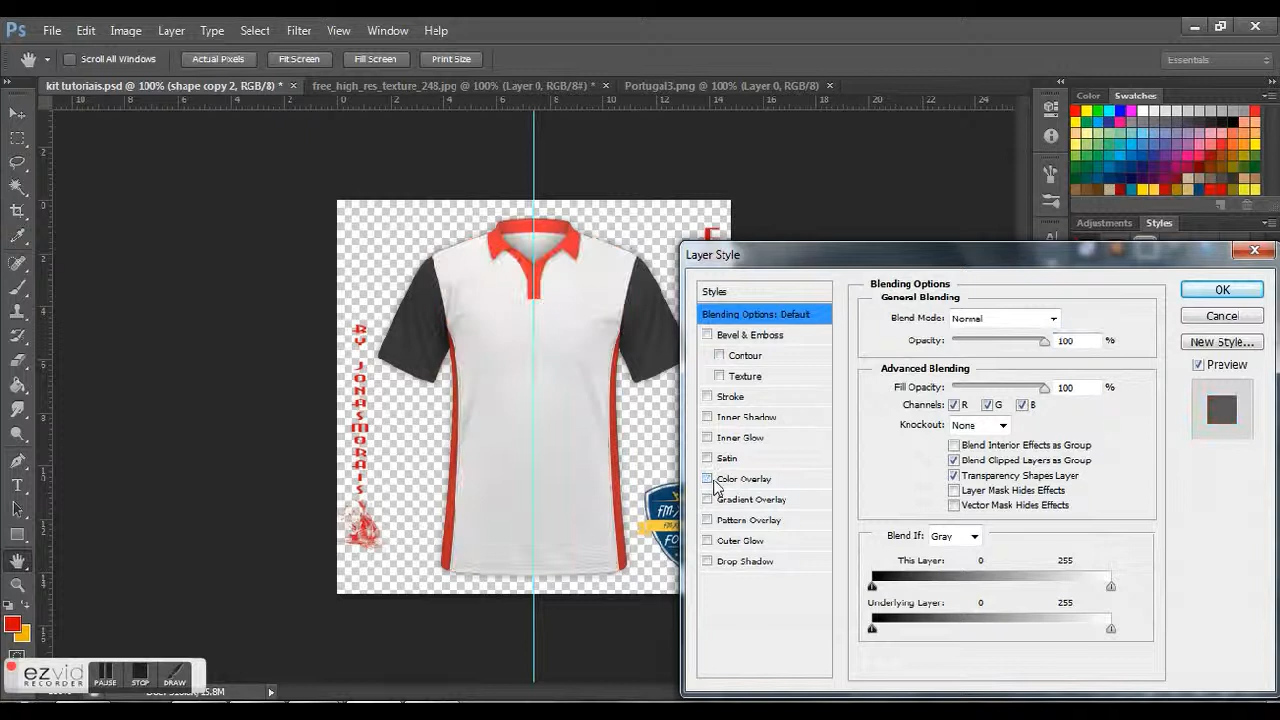 Ps File Edit Image Layer Type Select Filter View Window Help
Scroll All Windows Actual Pixels Fit Screen Fill Screen Print Size Essentials
kit tutoriais.psd @ 100% (shape copy 2, RGB/8) * × free_high_res_texture_248.jpg @ 100% (Layer 0, RGB/8#) * × Portugal3.png @ 100% (Layer 0, RGB/8) ×
Color Swatches
Adjustments Styles
Layer Style
Styles
Blending Options: Default
Bevel & Emboss
Contour
Texture
Stroke
Inner Shadow
Inner Glow
Satin
Color Overlay
Gradient Overlay
Pattern Overlay
Outer Glow
Drop Shadow
Blending Options
General Blending
Blend Mode: Normal
Opacity: 100 %
Advanced Blending
Fill Opacity: 100 %
Channels: R G B
Knockout: None
Blend Interior Effects as Group
Blend Clipped Layers as Group
Transparency Shapes Layer
Layer Mask Hides Effects
Vector Mask Hides Effects
Blend If: Gray
This Layer: 0 255
Underlying Layer: 0 255
OK
Cancel
New Style...
Preview
BY JONASMORAIS
ezvid
RECORDER
PAUSE STOP DRAW